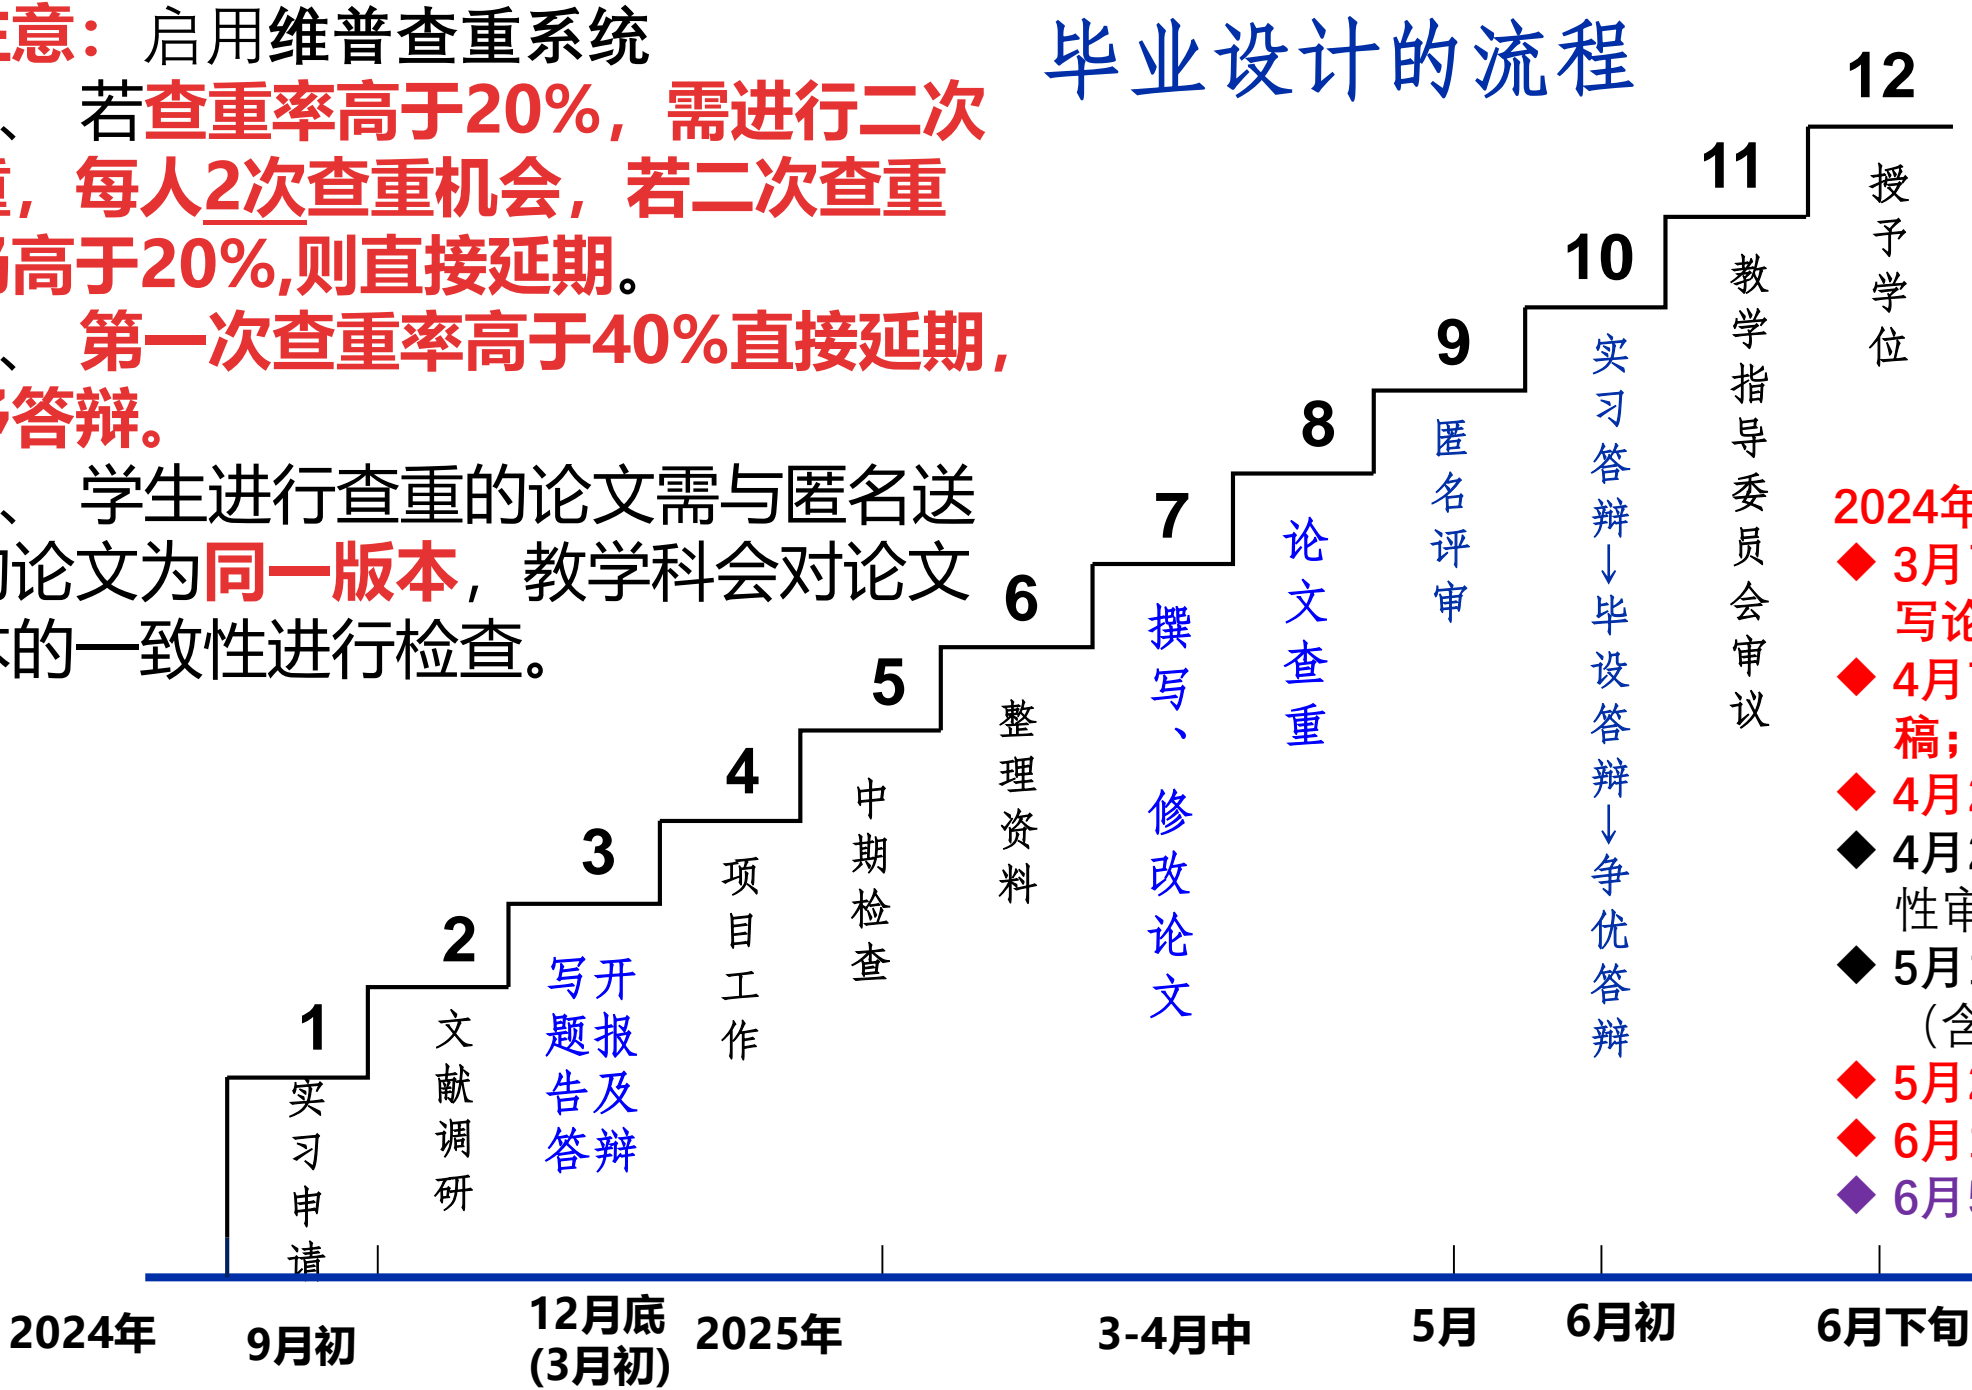 意：启用维普查重系统
、 若查重率高于20%，需进行二次
，每人2次查重机会，若二次查重
高于20%,则直接延期。
、 第一次查重率高于40%直接延期，
答辩。
、 学生进行查重的论文需与匿名送
论文为同一版本，教学科会对论文
的一致性进行检查。
毕业设计的流程
1
实习申请
2
文献调研
3
开报及辩
写题告答
4
项目工作
5
中期检查
6
整理资料
7
撰写、修改论文
8
论文查重
9
匿名评审
10
实习答辩→毕设答辩→争优答辩
11
教学指导委员会审议
12
授予学位
2024年
◆ 3月
写论
◆ 4月
稿；
◆ 4月
◆ 4月
性审
◆ 5月
（含
◆ 5月
◆ 6月
◆ 6月
2024年
9月初
12月底
(3月初)
2025年
3-4月中
5月
6月初
6月下旬